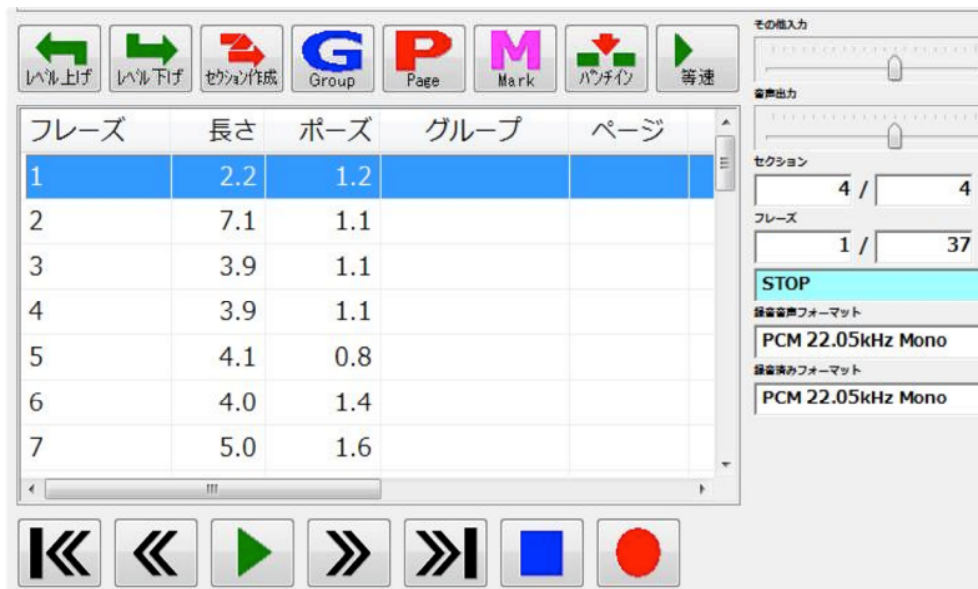 レベル上げ
レベル下げ
セクション作成
G
Group
P
Page
M
Mark
パンチイン
等速
フレーズ 長さ ポーズ グループ ページ
1 2.2 1.2
2 7.1 1.1
3 3.9 1.1
4 3.9 1.1
5 4.1 0.8
6 4.0 1.4
7 5.0 1.6
その他入力
音声出力
セクション
4 / 4
フレーズ
1 / 37
STOP
録音音声フォーマット
PCM 22.05kHz Mono
録音済みフォーマット
PCM 22.05kHz Mono